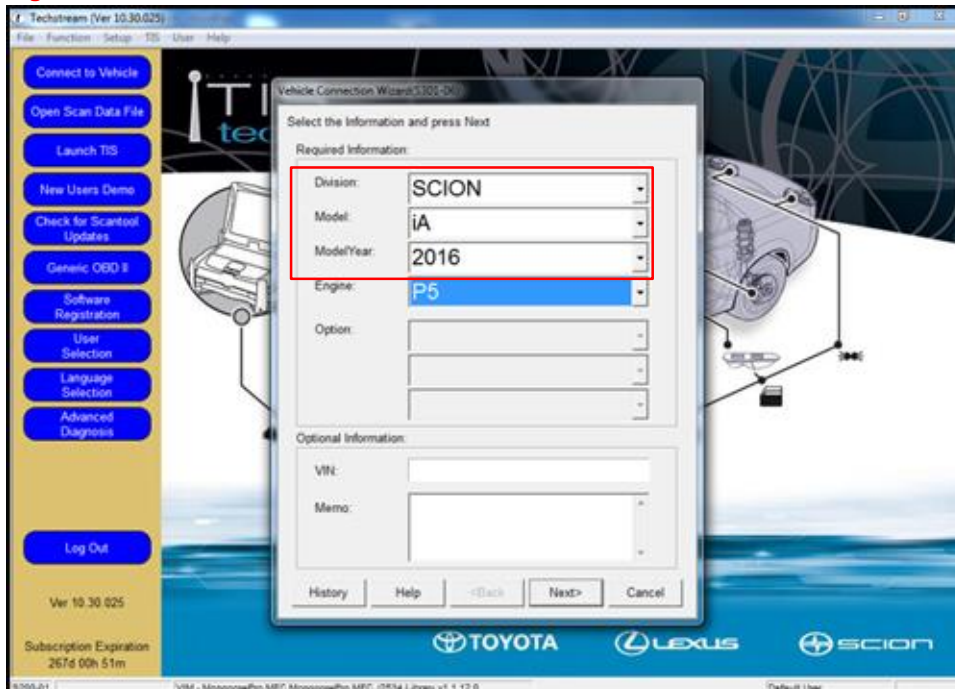 Techstream (Ver 10.30.025)
File Function Setup TIS User Help
Connect to Vehicle
Open Scan Data File
Launch TIS
New Users Demo
Check for Scantool
Updates
Generic OBD II
Software
Registration
User
Selection
Language
Selection
Advanced
Diagnosis
Log Out
Ver 10.30.025
Subscription Expiration
267d 00h 51m
TI
tec
Vehicle Connection Wizard
Select the Information and press Next
Required Information:
Division: SCION
Model: iA
ModelYear: 2016
Engine: P5
Option:
Optional Information:
VIN:
Memo:
History Help <Back Next> Cancel
TOYOTA LEXUS SCION
Default User